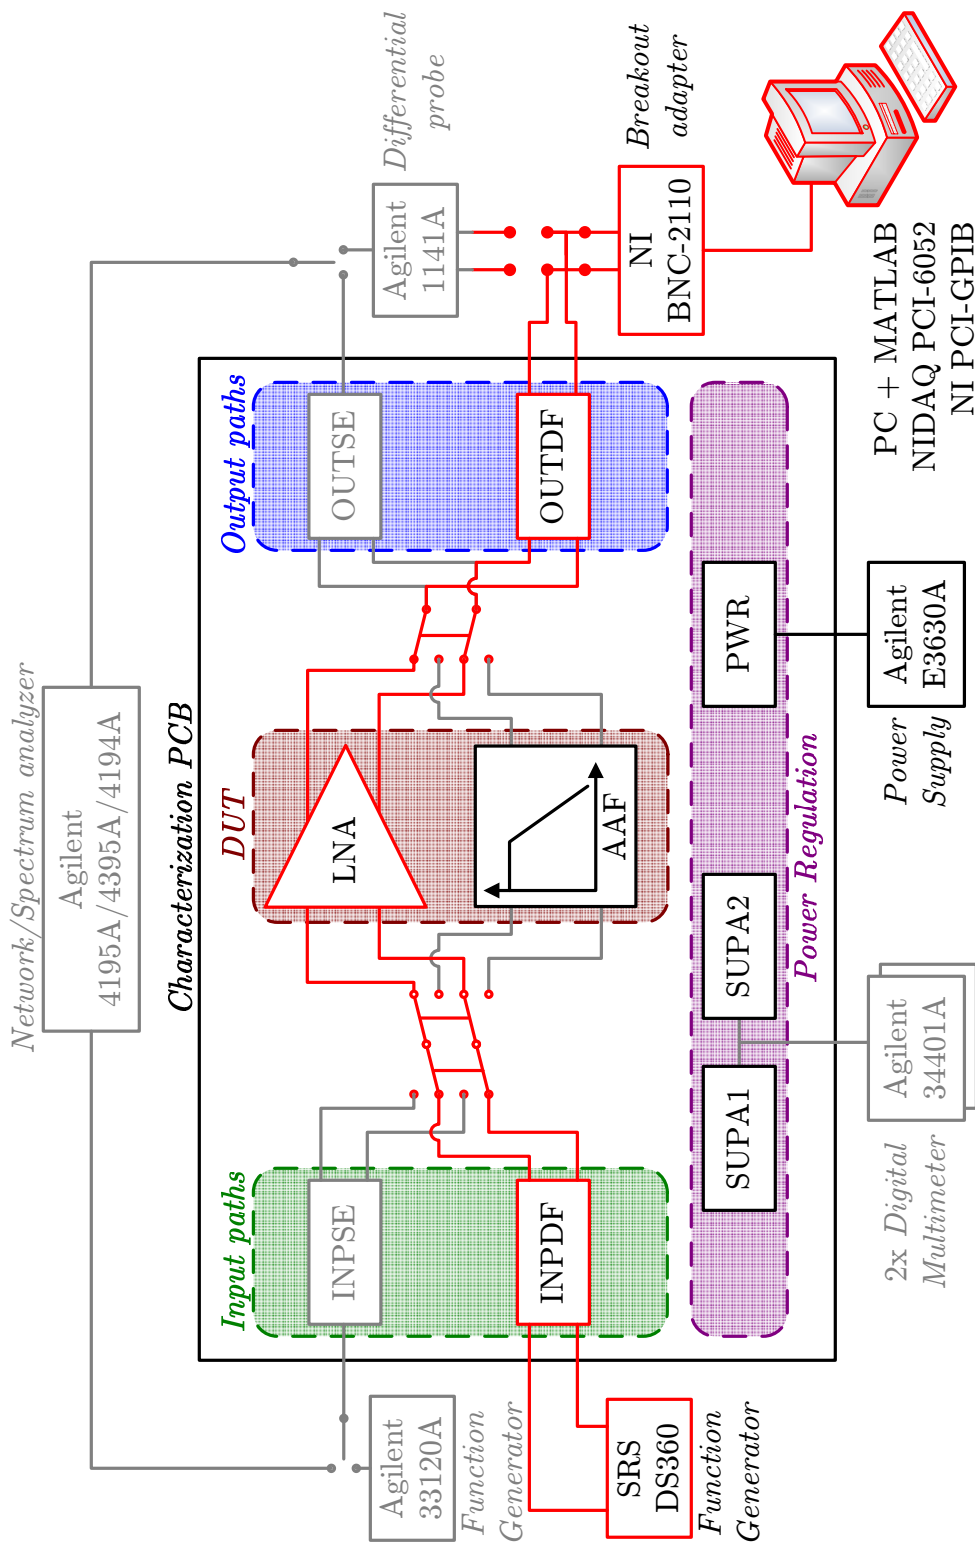 Network/Spectrum analyzer
Agilent
4195A/4395A/4194A
Characterization PCB
Input paths
DUT
Output paths
INPSE
LNA
OUTSE
Agilent
33120A
Function
Generator
Agilent
1141A
Differential
probe
INPDF
AAF
OUTDF
SRS
DS360
Function
Generator
NI
BNC-2110
Breakout
adapter
SUPA1
SUPA2
PWR
Power Regulation
2x Digital
Multimeter
Agilent
34401A
Power
Supply
Agilent
E3630A
PC + MATLAB
NIDAQ PCI-6052
NI PCI-GPIB